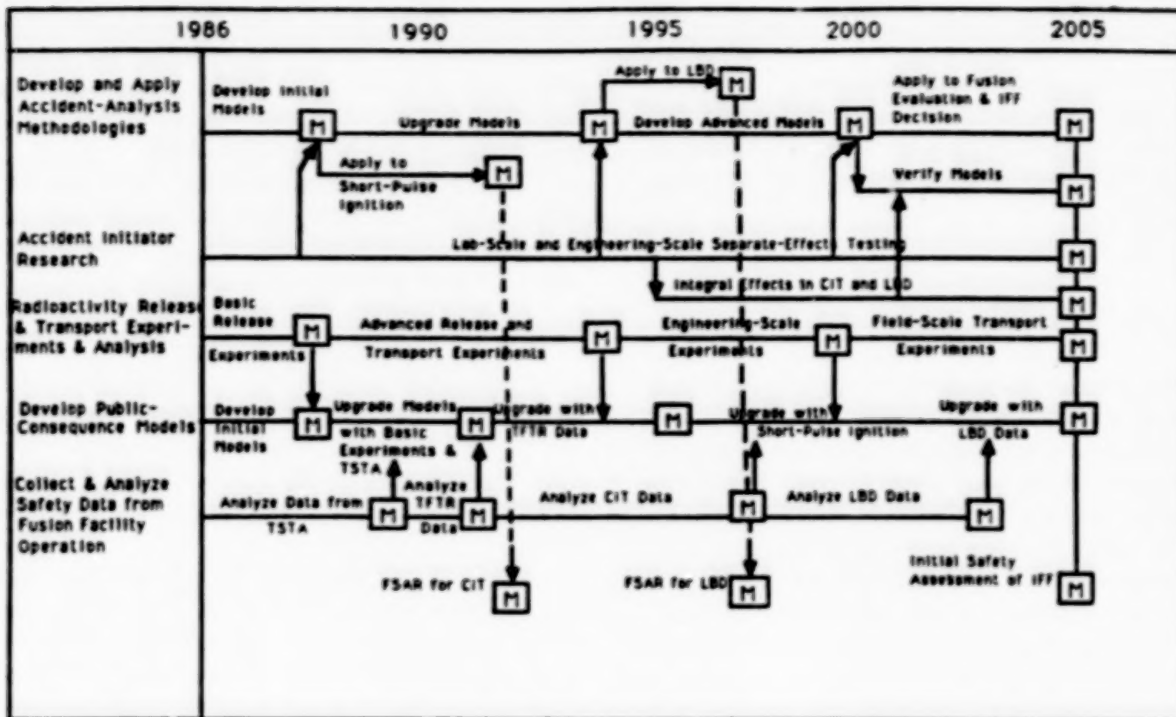 1986 1990 1995 2000 2005
Develop and Apply
Accident-Analysis
Methodologies
Develop Initial
Models
M
Upgrade Models
M
Apply to LBD
M
Develop Advanced Models
M
Apply to Fusion
Evaluation & IFF
Decision
M
Apply to
Short-Pulse
Ignition
M
Verify Models
M
Accident Initiator
Research
Lab-Scale and Engineering-Scale Separate-Effects Testing
M
Integral Effects in CIT and LBD
M
Radioactivity Release
& Transport Experi-
ments & Analysis
Basic
Release
Experiments
M
Advanced Release and
Transport Experiments
M
Engineering-Scale
Experiments
M
Field-Scale Transport
Experiments
M
Develop Public-
Consequence Models
Develop
Initial
Models
M
Upgrade Models
with Basic
Experiments &
TSTA
M
Upgrade with
TFTR Data
M
Upgrade with
Short-Pulse Ignition
Upgrade with
LBD Data
M
Collect & Analyze
Safety Data from
Fusion Facility
Operation
Analyze Data from
TSTA
M
Analyze
TFTR
Data
M
Analyze CIT Data
M
Analyze LBD Data
M
FSAR for CIT
M
FSAR for LBD
M
Initial Safety
Assessment of IFF
M